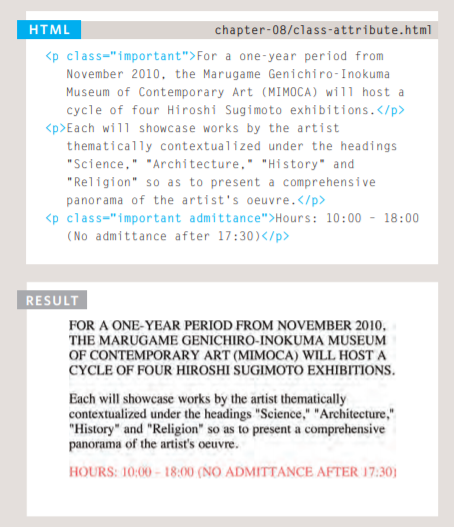 HTML
chapter-08/class-attribute.html
<p class="important">For a one-year period from
November 2010, the Marugame Genichiro-Inokuma
Museum of Contemporary Art (MIMOCA) will host a
cycle of four Hiroshi Sugimoto exhibitions.</p>
<p>Each will showcase works by the artist
thematically contextualized under the headings
"Science," "Architecture," "History" and
"Religion" so as to present a comprehensive
panorama of the artist's oeuvre.</p>
<p class="important admittance">Hours: 10:00 – 18:00
(No admittance after 17:30)</p>
RESULT
FOR A ONE-YEAR PERIOD FROM NOVEMBER 2010,
THE MARUGAME GENICHIRO-INOKUMA MUSEUM
OF CONTEMPORARY ART (MIMOCA) WILL HOST A
CYCLE OF FOUR HIROSHI SUGIMOTO EXHIBITIONS.
Each will showcase works by the artist thematically
contextualized under the headings "Science," "Architecture,"
"History" and "Religion" so as to present a comprehensive
panorama of the artist's oeuvre.
HOURS: 10:00 – 18:00 (NO ADMITTANCE AFTER 17:30)